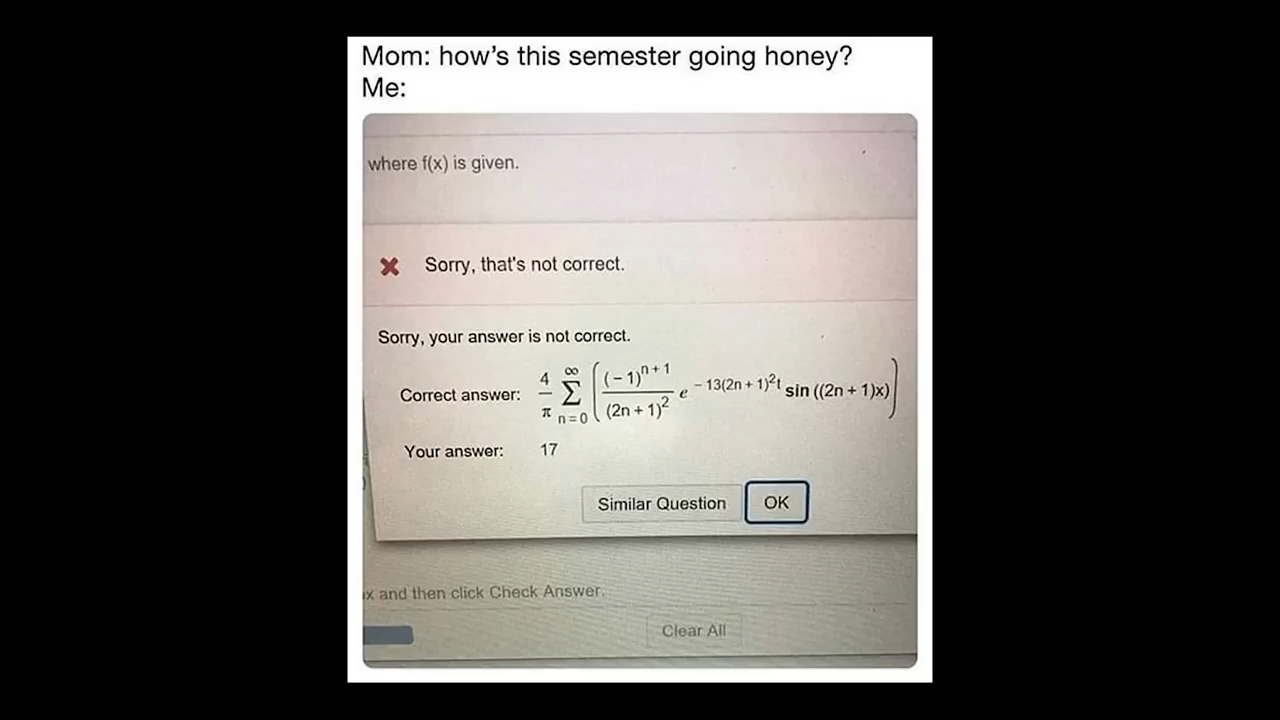 Mom: how's this semester going honey?
Me:
where f(x) is given.
Sorry, that's not correct.
Sorry, your answer is not correct.
Correct answer: 4/π ∑ n=0 ∞ ((−1)^(n+1)/(2n+1)² e^(−13(2n+1)²t) sin ((2n+1)x))
Your answer: 17
Similar Question OK
x and then click Check Answer.
Clear All